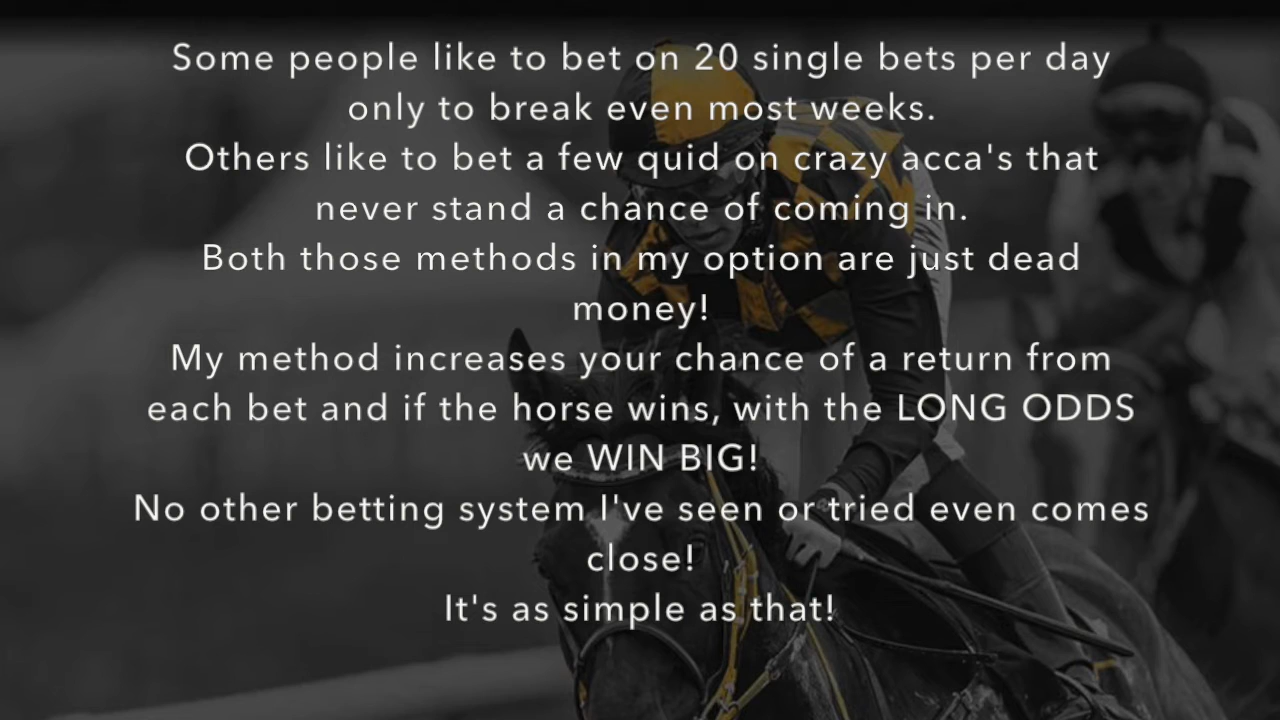 Some people like to bet on 20 single bets per day
only to break even most weeks.
Others like to bet a few quid on crazy acca's that
never stand a chance of coming in.
Both those methods in my option are just dead
money!
My method increases your chance of a return from
each bet and if the horse wins, with the LONG ODDS
we WIN BIG!
No other betting system I've seen or tried even comes
close!
It's as simple as that!